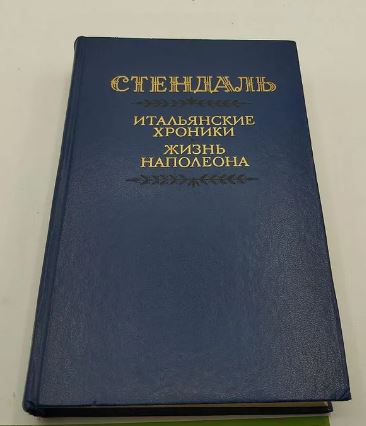 СТЕНДАЛЬ
ИТАЛЬЯНСКИЕ
ХРОНИКИ
ЖИЗНЬ
НАПОЛЕОНА